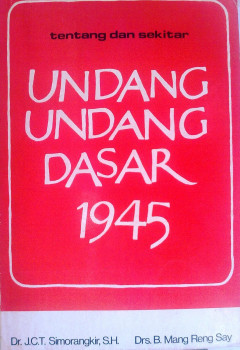 tentang dan sekitar
UNDANG
UNDANG
DASAR
1945
Dr. J.C.T. Simorangkir, S.H. Drs. B. Mang Reng Say